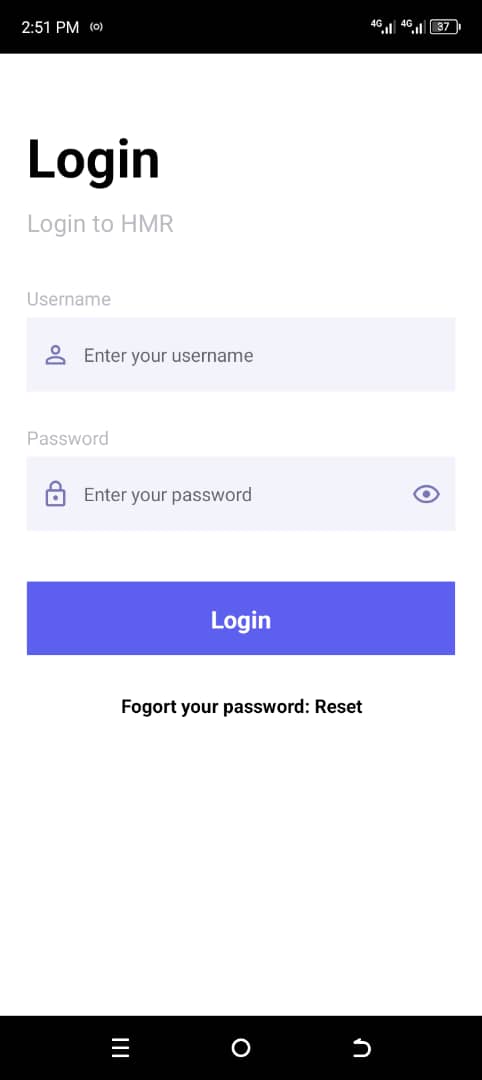 2:51 PM
4G 4G 37
Login
Login to HMR
Username
Enter your username
Password
Enter your password
Login
Fogort your password: Reset